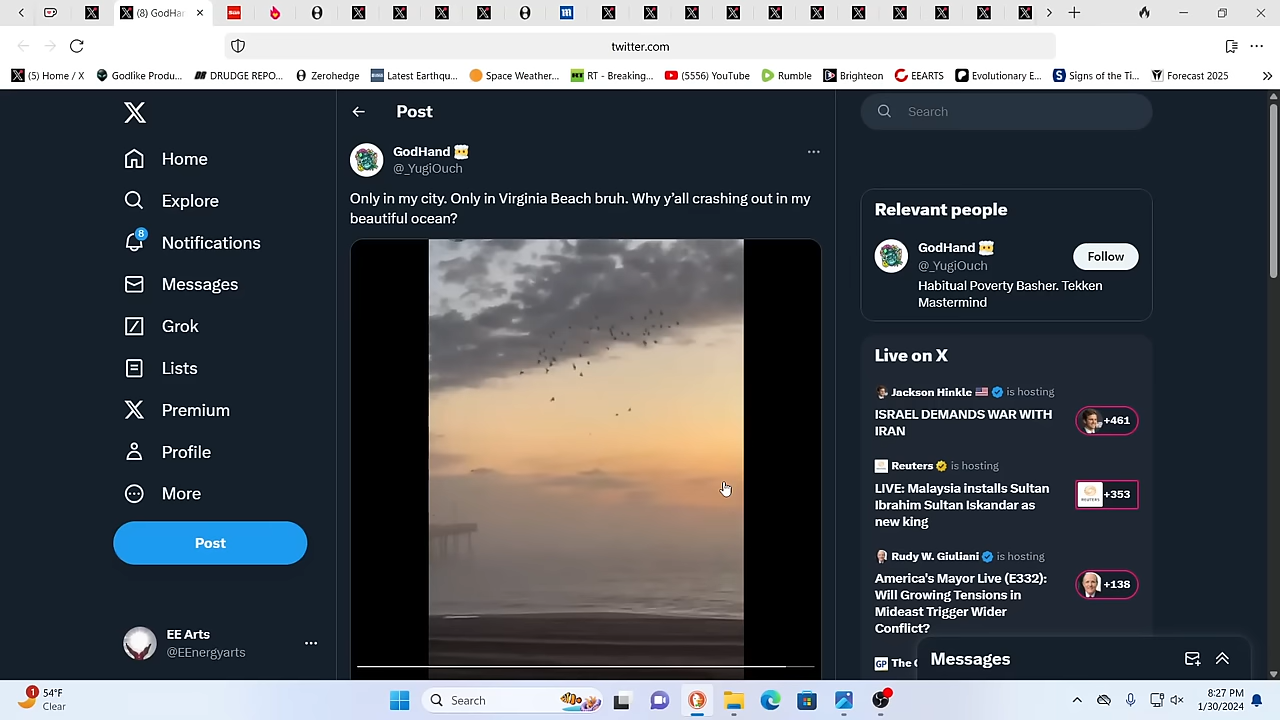 (8) GodHar
twitter.com
(5) Home / X
Godlike Produ...
DRUDGE REPO...
Zerohedge
Latest Earthqu...
Space Weather...
RT - Breaking...
(5556) YouTube
Rumble
Brighteon
EEARTS
Evolutionary E...
Signs of the Ti...
Forecast 2025
Home
Explore
8
Notifications
Messages
Grok
Lists
Premium
Profile
More
Post
EE Arts
@EEnergyarts
Post
GodHand
@_YugiOuch
Only in my city. Only in Virginia Beach bruh. Why y'all crashing out in my
beautiful ocean?
Search
Relevant people
GodHand
@_YugiOuch
Follow
Habitual Poverty Basher. Tekken
Mastermind
Live on X
Jackson Hinkle is hosting
ISRAEL DEMANDS WAR WITH
IRAN
+461
Reuters is hosting
LIVE: Malaysia installs Sultan
Ibrahim Sultan Iskandar as
new king
+353
Rudy W. Giuliani is hosting
America's Mayor Live (E332):
Will Growing Tensions in
Mideast Trigger Wider
Conflict?
+138
GP The
Messages
1
54°F
Clear
Search
8:27 PM
1/30/2024